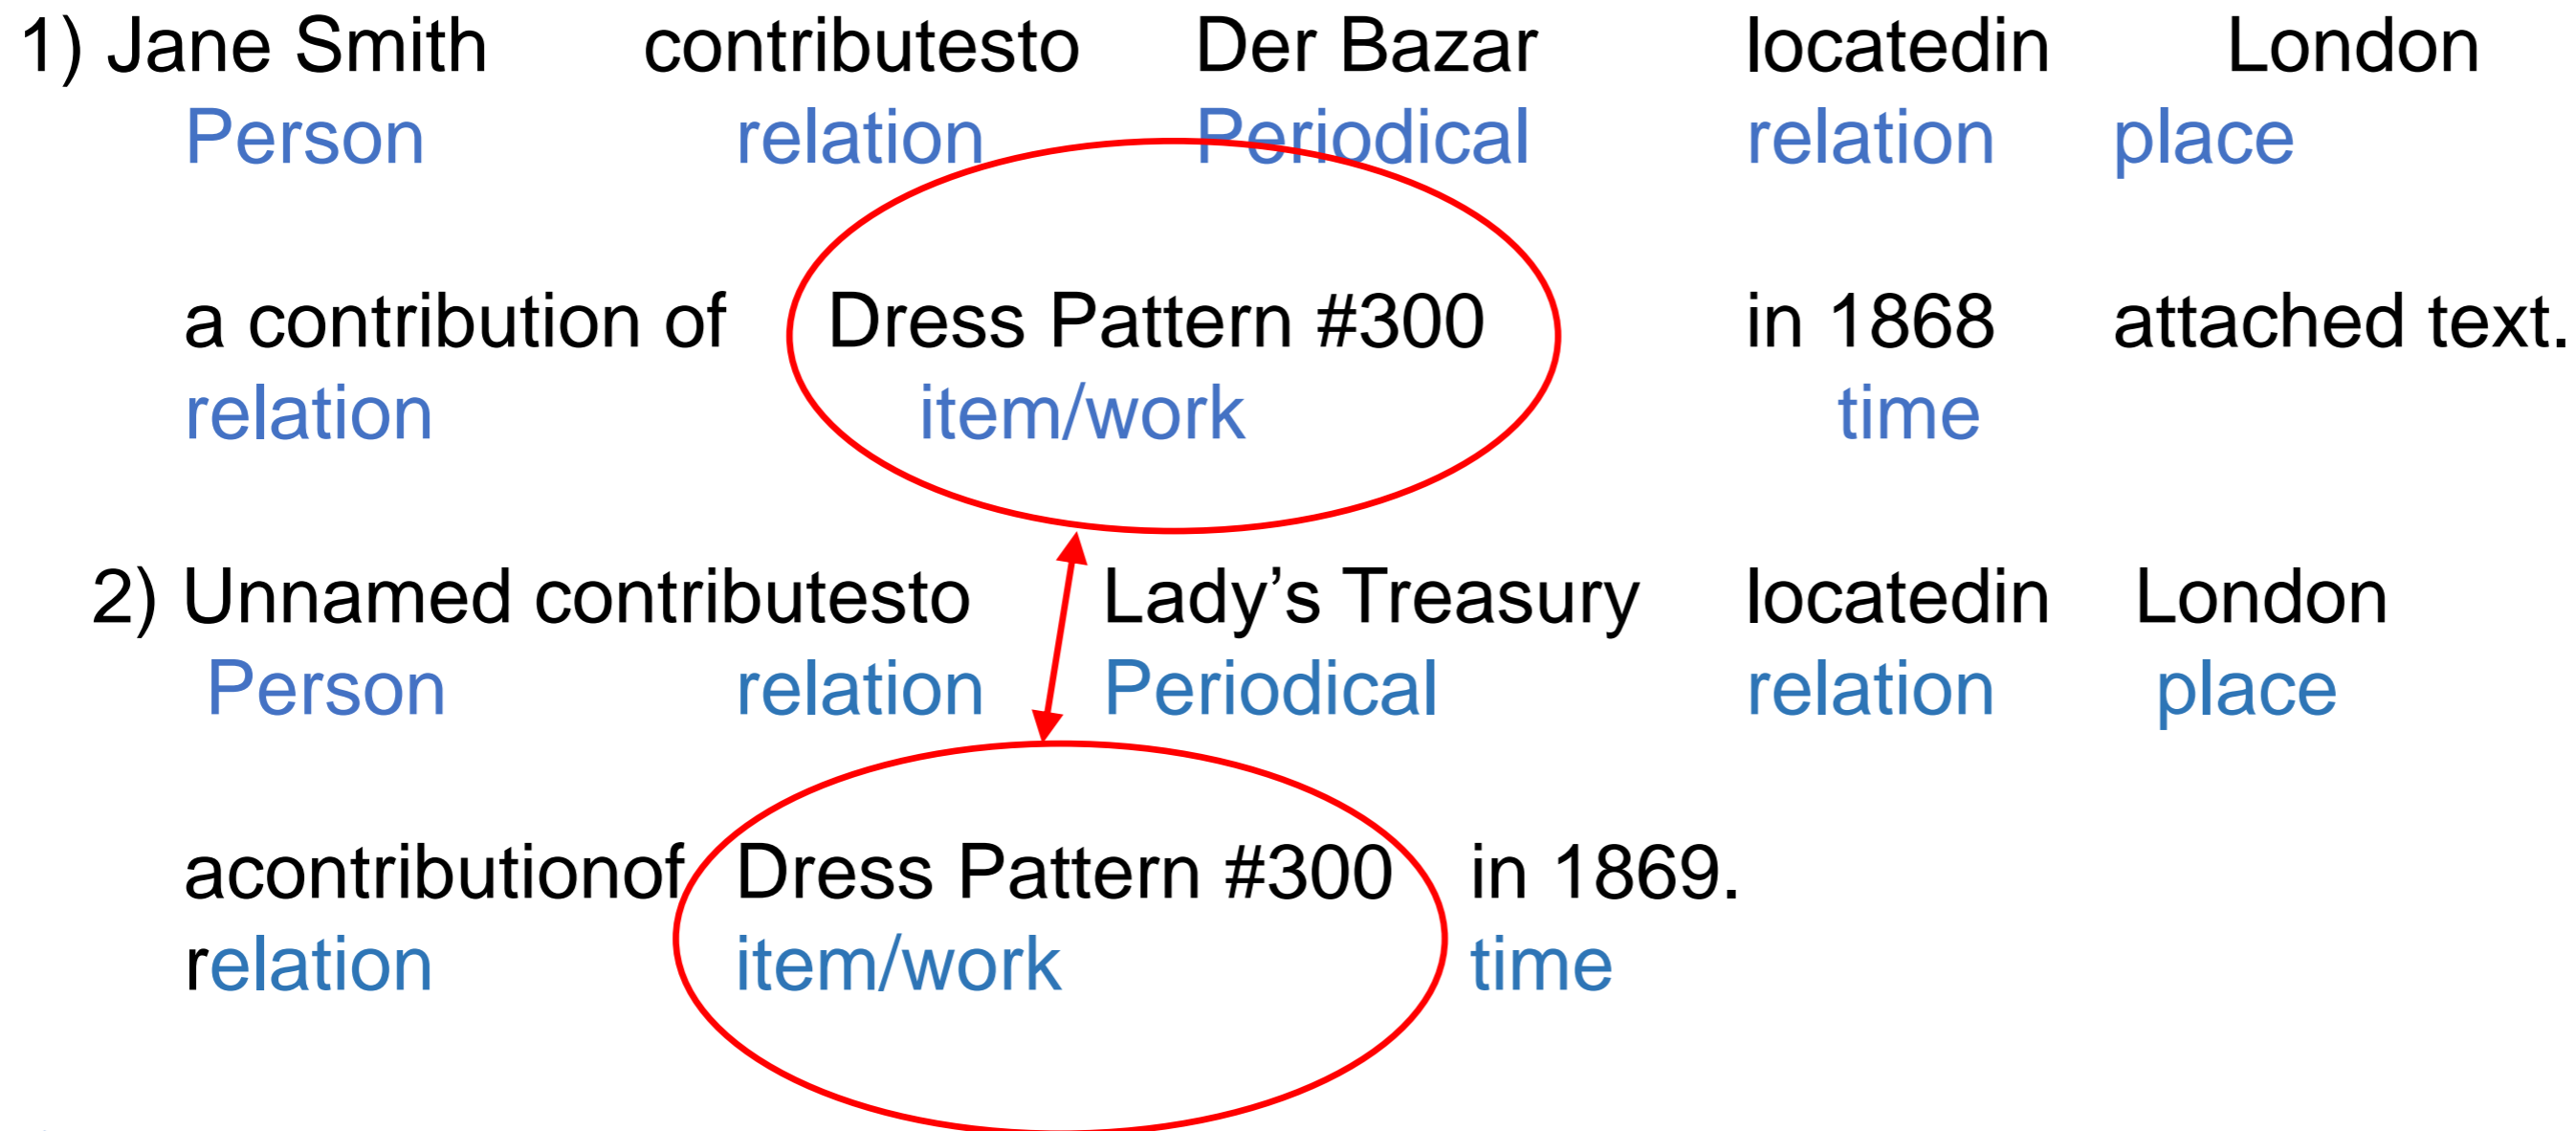 1) Jane Smith contributesto Der Bazar locatedin London
Person relation Periodical relation place
a contribution of Dress Pattern #300 in 1868 attached text.
relation item/work time
2) Unnamed contributesto Lady’s Treasury locatedin London
Person relation Periodical relation place
acontributionof Dress Pattern #300 in 1869.
relation item/work time